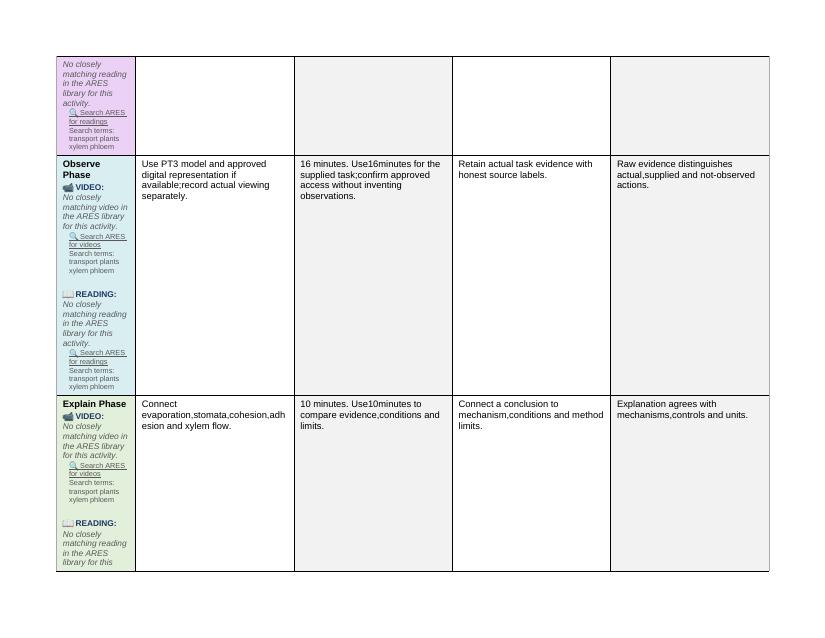 No closely
matching reading
in the ARES
library for this
activity.
🔍 Search ARES
for readings
Search terms:
transport plants
xylem phloem
Observe
Phase
📹 VIDEO:
No closely
matching video in
the ARES library
for this activity.
🔍 Search ARES
for videos
Search terms:
transport plants
xylem phloem
📖 READING:
No closely
matching reading
in the ARES
library for this
activity.
🔍 Search ARES
for readings
Search terms:
transport plants
xylem phloem
Use PT3 model and approved
digital representation if
available;record actual viewing
separately.
16 minutes. Use16minutes for the
supplied task;confirm approved
access without inventing
observations.
Retain actual task evidence with
honest source labels.
Raw evidence distinguishes
actual,supplied and not-observed
actions.
Explain Phase
📹 VIDEO:
No closely
matching video in
the ARES library
for this activity.
🔍 Search ARES
for videos
Search terms:
transport plants
xylem phloem
📖 READING:
No closely
matching reading
in the ARES
library for this
Connect
evaporation,stomata,cohesion,adh
esion and xylem flow.
10 minutes. Use10minutes to
compare evidence,conditions and
limits.
Connect a conclusion to
mechanism,conditions and method
limits.
Explanation agrees with
mechanisms,controls and units.